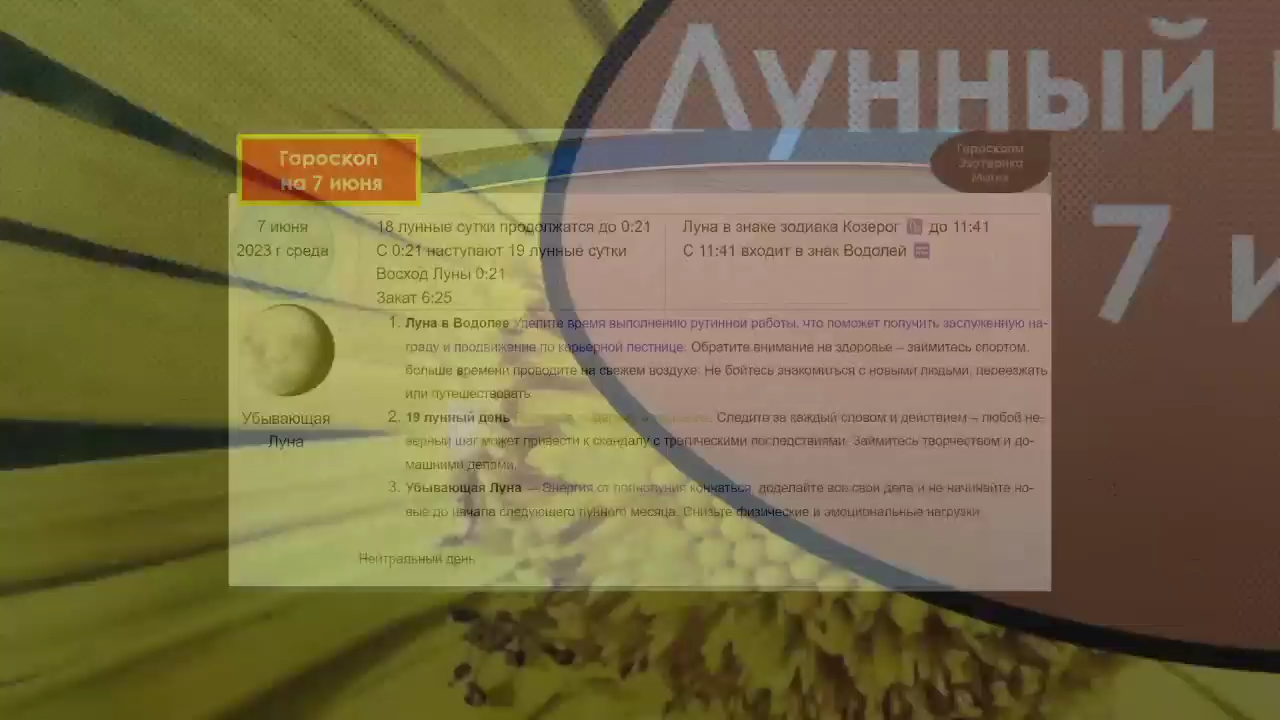 Лунный
7 и
Гароскоп
на 7 июня
Гороскопы
Эзотерика
Магия
7 июня
2023 г среда
18 лунные сутки продолжатся до 0:21
С 0:21 наступают 19 лунные сутки
Восход Луны 0:21
Закат 6:25
Луна в знаке зодиака Козерог ♑ до 11:41
С 11:41 входит в знак Водолей ♒
Убывающая
Луна
1. Луна в Водолее Уделите время выполнению рутинной работы, что поможет получить заслуженную на-
граду и продвижение по карьерной лестнице. Обратите внимание на здоровье – займитесь спортом,
больше времени проводите на свежем воздухе. Не бойтесь знакомиться с новыми людьми, переезжать
или путешествовать
2. 19 лунный день Следите за каждый словом и действием – любой не-
верный шаг может привести к скандалу с трагическими последствиями. Займитесь творчеством и до-
машними делами.
3. Убывающая Луна — Энергия от полнолуния кончаться, доделайте все свои дела и не начинайте но-
вые до начала следующего лунного месяца. Снизьте физические и эмоциональные нагрузки
Нейтральный день